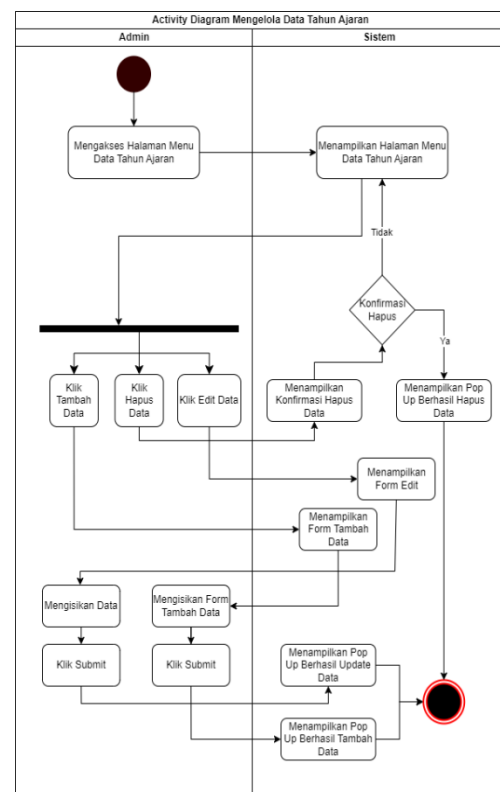 Activity Diagram Mengelola Data Tahun Ajaran
Admin
Sistem
Mengakses Halaman Menu
Data Tahun Ajaran
Menampilkan Halaman Menu
Data Tahun Ajaran
Tidak
Konfirmasi
Hapus
Ya
Klik
Tambah
Data
Klik
Hapus
Data
Klik Edit Data
Menampilkan
Konfirmasi Hapus
Data
Menampilkan Pop
Up Berhasil Hapus
Data
Menampilkan
Form Edit
Menampilkan
Form Tambah
Data
Mengisikan Data
Mengisikan Form
Tambah Data
Klik Submit
Klik Submit
Menampilkan Pop
Up Berhasil Update
Data
Menampilkan Pop
Up Berhasil Tambah
Data